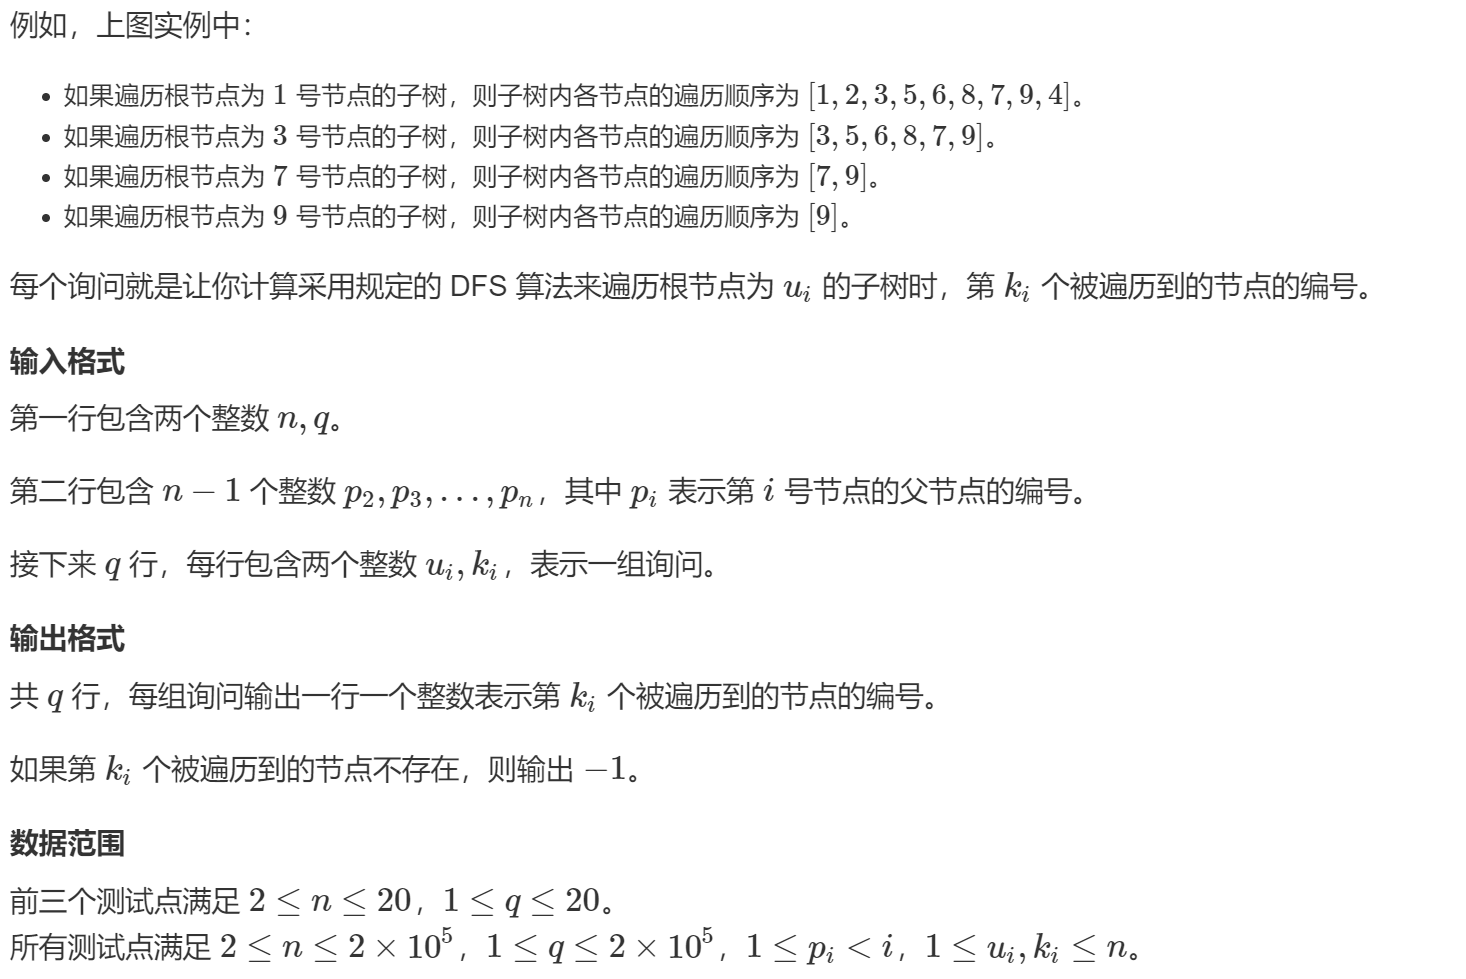 例如，上图实例中：
• 如果遍历根节点为 1 号节点的子树，则子树内各节点的遍历顺序为 [1, 2, 3, 5, 6, 8, 7, 9, 4]。
• 如果遍历根节点为 3 号节点的子树，则子树内各节点的遍历顺序为 [3, 5, 6, 8, 7, 9]。
• 如果遍历根节点为 7 号节点的子树，则子树内各节点的遍历顺序为 [7, 9]。
• 如果遍历根节点为 9 号节点的子树，则子树内各节点的遍历顺序为 [9]。
每个询问就是让你计算采用规定的 DFS 算法来遍历根节点为 u_i 的子树时，第 k_i 个被遍历到的节点的编号。
输入格式
第一行包含两个整数 n, q。
第二行包含 n − 1 个整数 p_2, p_3, …, p_n，其中 p_i 表示第 i 号节点的父节点的编号。
接下来 q 行，每行包含两个整数 u_i, k_i，表示一组询问。
输出格式
共 q 行，每组询问输出一行一个整数表示第 k_i 个被遍历到的节点的编号。
如果第 k_i 个被遍历到的节点不存在，则输出 −1。
数据范围
前三个测试点满足 2 ≤ n ≤ 20，1 ≤ q ≤ 20。
所有测试点满足 2 ≤ n ≤ 2 × 10^5，1 ≤ q ≤ 2 × 10^5，1 ≤ p_i < i，1 ≤ u_i, k_i ≤ n。